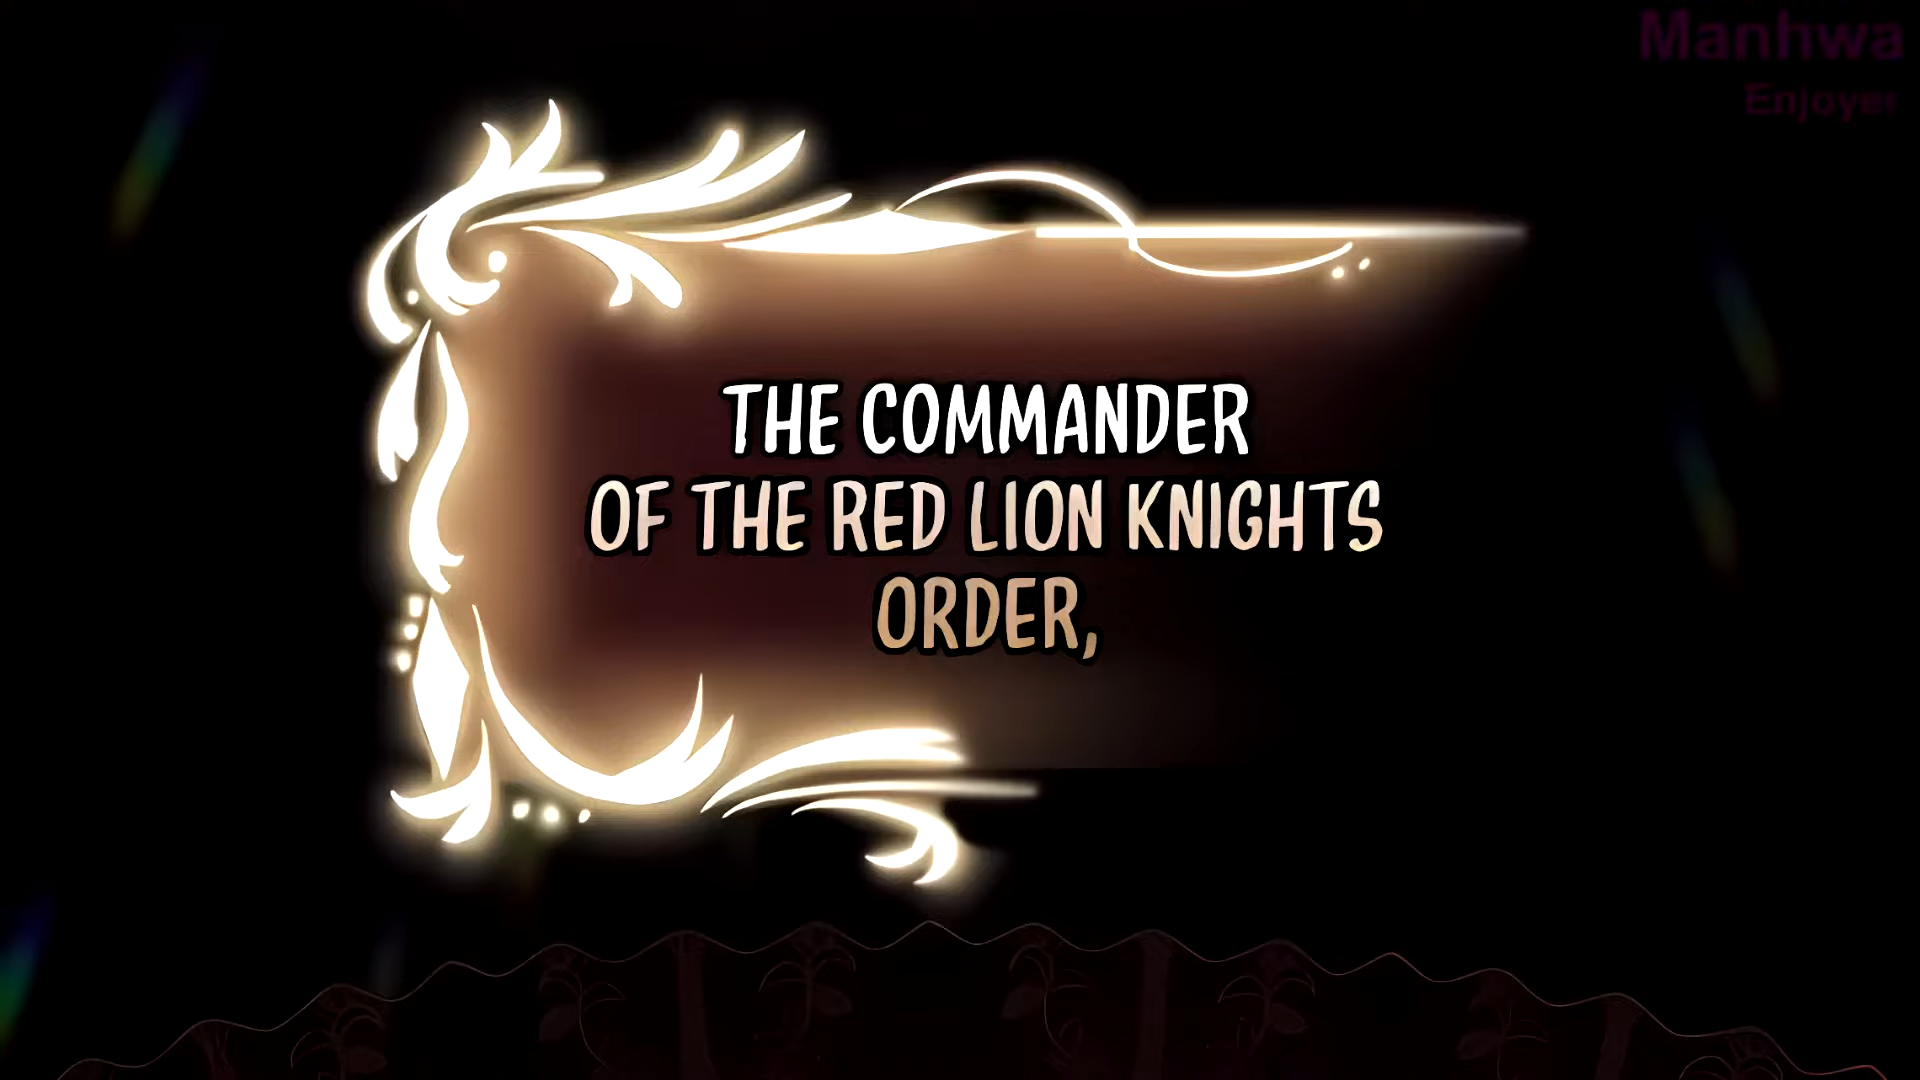 Manhwa
Enjoyer
THE COMMANDER
OF THE RED LION KNIGHTS
ORDER,